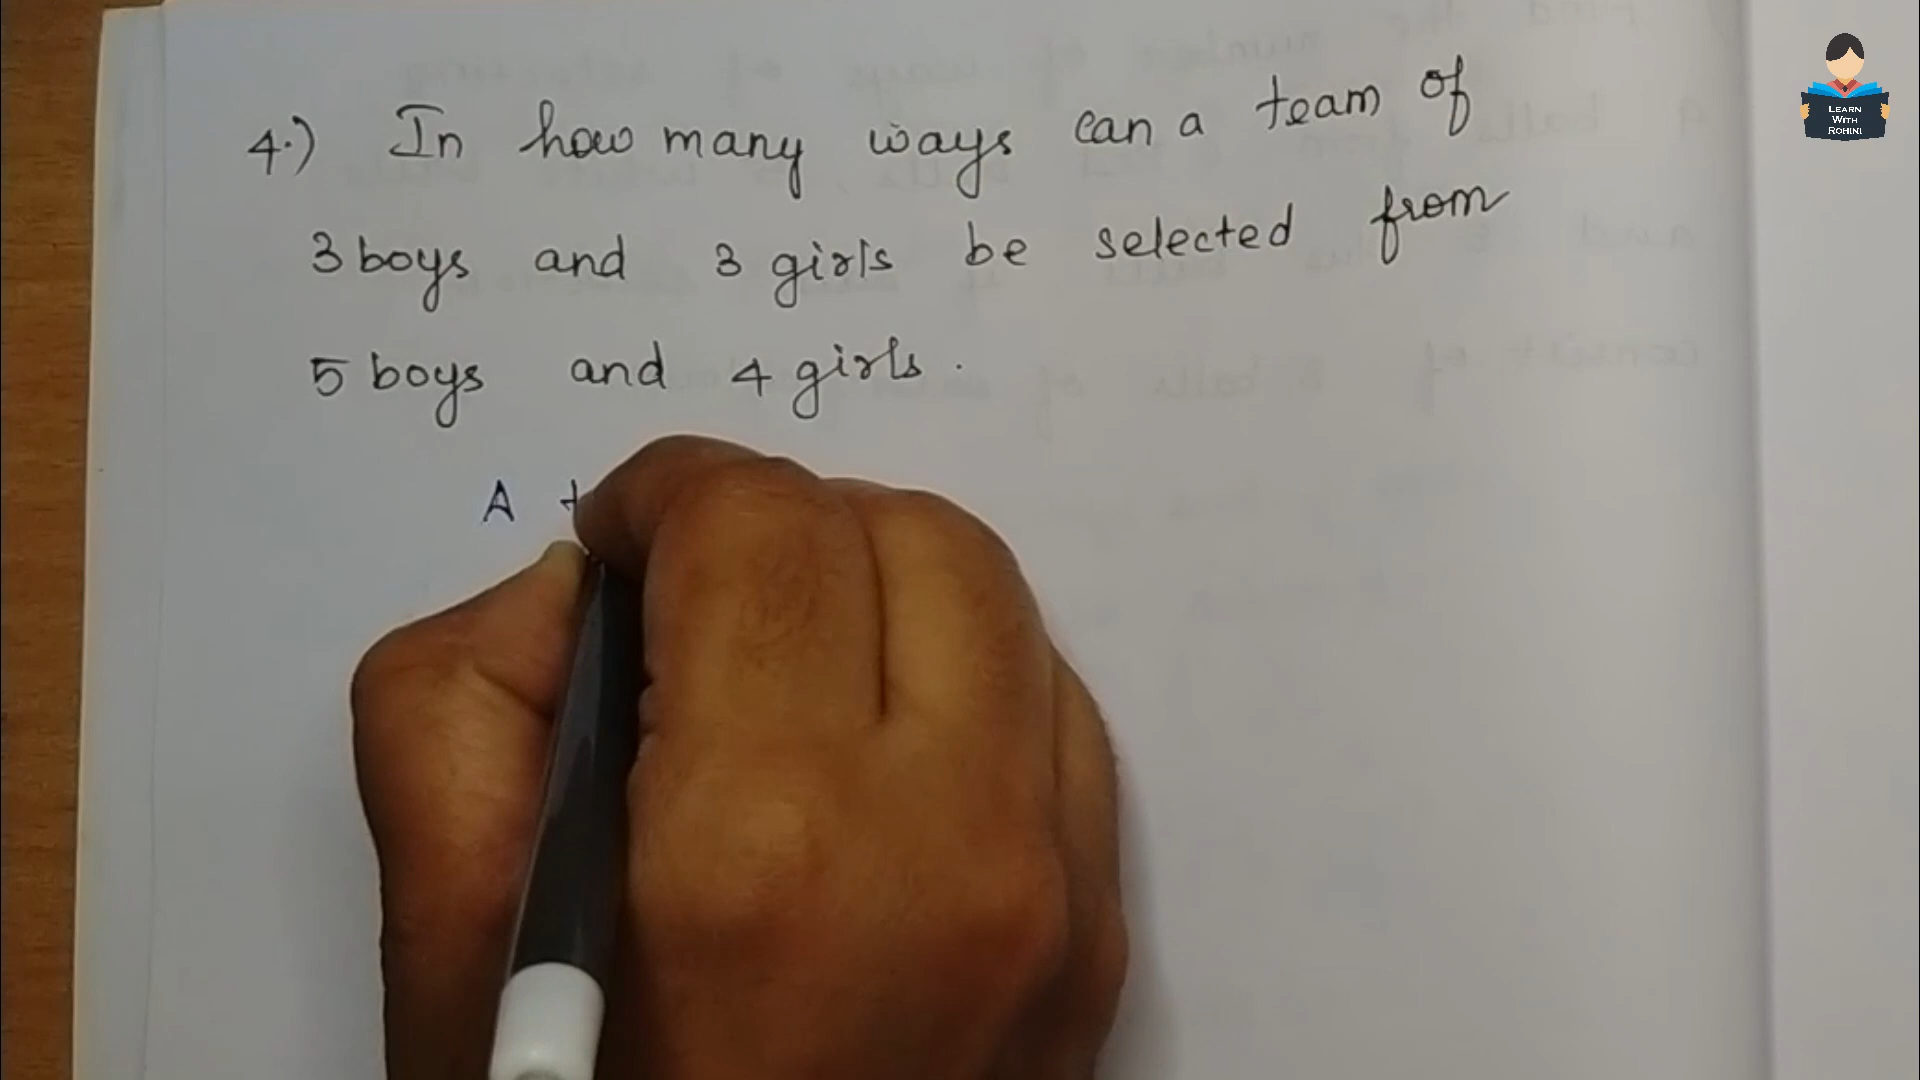 4.) In how many ways can a team of
3 boys and 3 girls be selected from
5 boys and 4 girls.
A t
LEARN
WITH
ROHINI